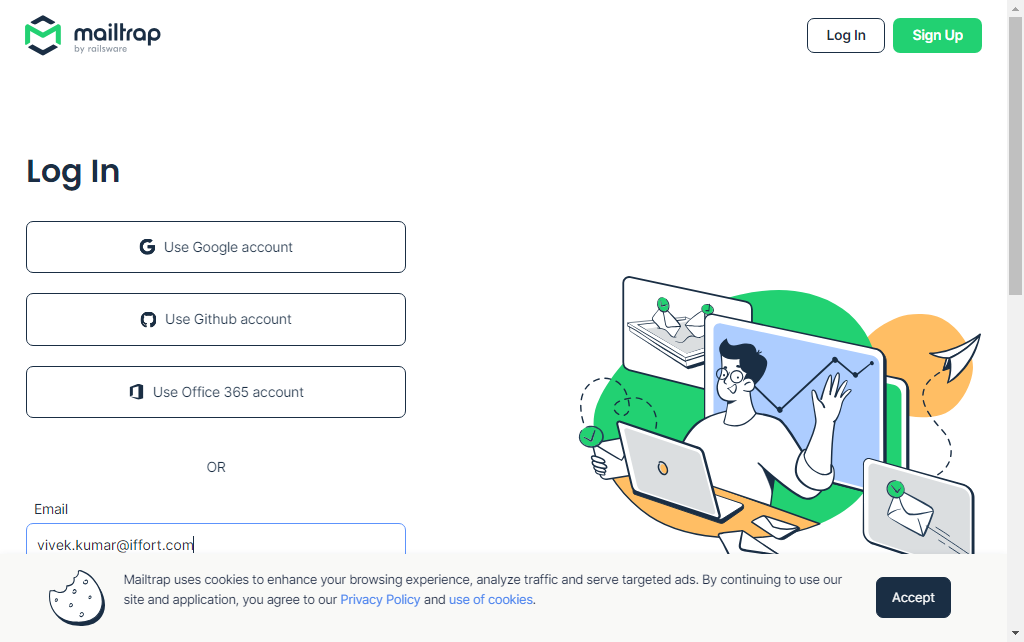 mailtrap
by railsware
Log In
Sign Up
Log In
Use Google account
Use Github account
Use Office 365 account
OR
Email
vivek.kumar@iffort.com
Mailtrap uses cookies to enhance your browsing experience, analyze traffic and serve targeted ads. By continuing to use our
site and application, you agree to our Privacy Policy and use of cookies.
Accept